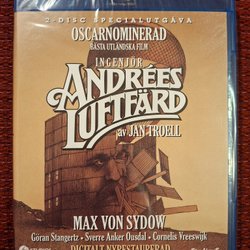 2-DISC SPECIALUTGÅVA
OSCARNOMINERAD
BÄSTA UTLÄNDSKA FILM
INGENJÖR
ANDRÉES
LUFTFÄRD
av JAN TROELL
MAX VON SYDOW
Göran Stangertz · Sverre Anker Ousdal · Cornelis Vreeswijk
DIGITALT NYRESTAURERAD